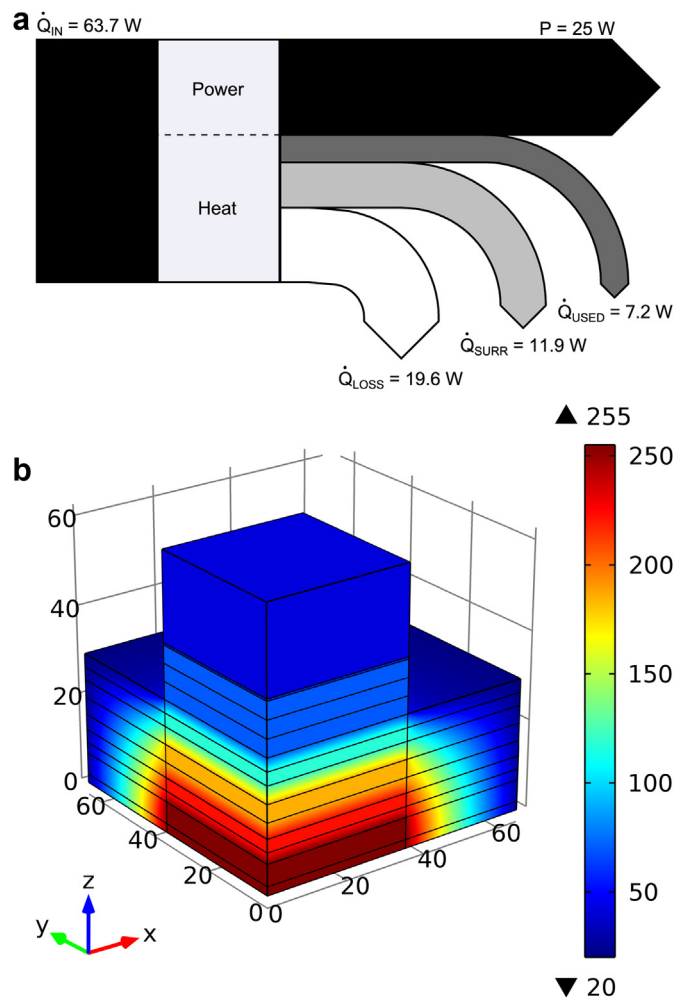 a
Q̇IN = 63.7 W
P = 25 W
Power
Heat
Q̇USED = 7.2 W
Q̇SURR = 11.9 W
Q̇LOSS = 19.6 W
b
▲ 255
250
200
150
100
50
▼ 20
60
40
20
0
60
40
20
0
0
20
40
60
z
y
x